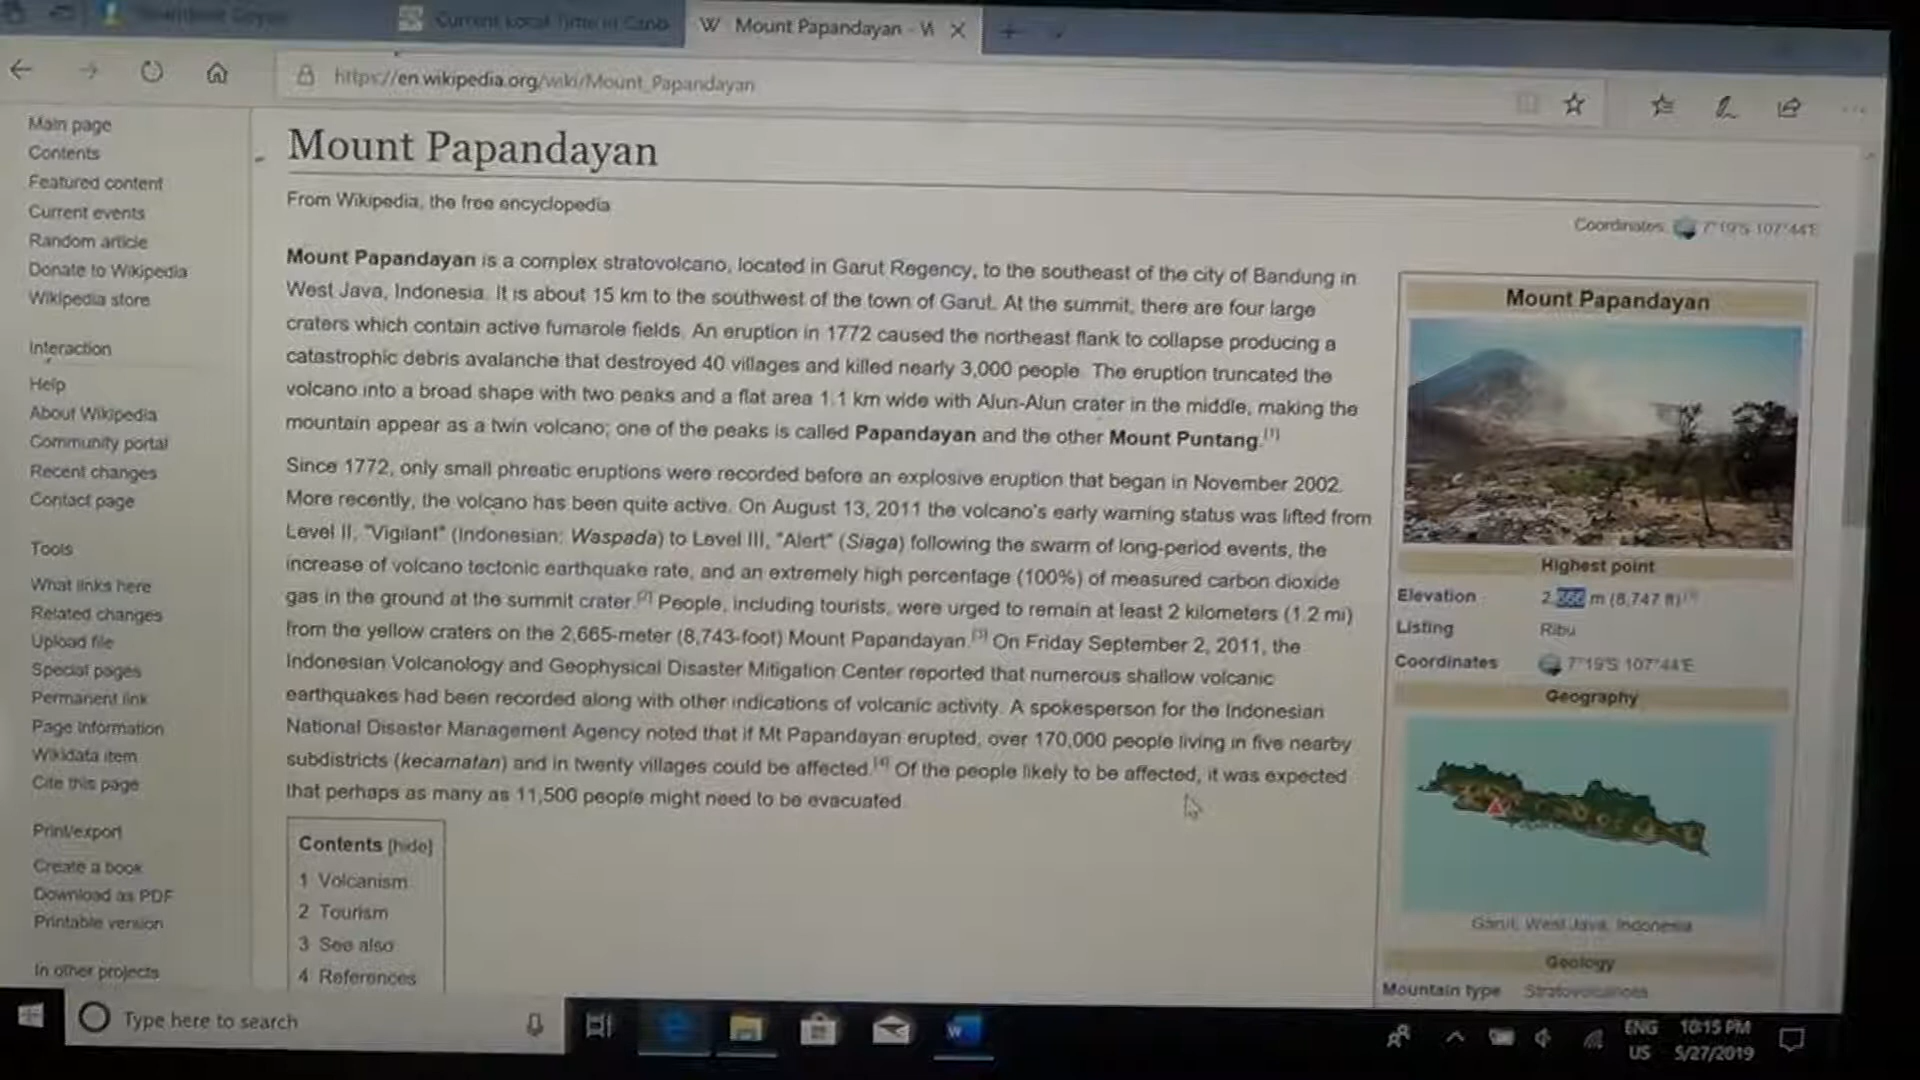 Current Local Time in Canb
W Mount Papandayan - W
https://en.wikipedia.org/wiki/Mount_Papandayan
Main page
Contents
Featured content
Current events
Random article
Donate to Wikipedia
Wikipedia store
Interaction
Help
About Wikipedia
Community portal
Recent changes
Contact page
Tools
What links here
Related changes
Upload file
Special pages
Permanent link
Page information
Wikidata item
Cite this page
Print/export
Create a book
Download as PDF
Printable version
In other projects
Mount Papandayan
From Wikipedia, the free encyclopedia
Coordinates: 7°19'S 107°44'E
Mount Papandayan is a complex stratovolcano, located in Garut Regency, to the southeast of the city of Bandung in
West Java, Indonesia. It is about 15 km to the southwest of the town of Garut. At the summit, there are four large
craters which contain active fumarole fields. An eruption in 1772 caused the northeast flank to collapse producing a
catastrophic debris avalanche that destroyed 40 villages and killed nearly 3,000 people. The eruption truncated the
volcano into a broad shape with two peaks and a flat area 1.1 km wide with Alun-Alun crater in the middle, making the
mountain appear as a twin volcano; one of the peaks is called Papandayan and the other Mount Puntang.[1]
Since 1772, only small phreatic eruptions were recorded before an explosive eruption that began in November 2002.
More recently, the volcano has been quite active. On August 13, 2011 the volcano's early warning status was lifted from
Level II, "Vigilant" (Indonesian: Waspada) to Level III, "Alert" (Siaga) following the swarm of long-period events, the
increase of volcano tectonic earthquake rate, and an extremely high percentage (100%) of measured carbon dioxide
gas in the ground at the summit crater.[2] People, including tourists, were urged to remain at least 2 kilometers (1.2 mi)
from the yellow craters on the 2,665-meter (8,743-foot) Mount Papandayan.[3] On Friday September 2, 2011, the
Indonesian Volcanology and Geophysical Disaster Mitigation Center reported that numerous shallow volcanic
earthquakes had been recorded along with other indications of volcanic activity. A spokesperson for the Indonesian
National Disaster Management Agency noted that if Mt Papandayan erupted, over 170,000 people living in five nearby
subdistricts (kecamatan) and in twenty villages could be affected.[4] Of the people likely to be affected, it was expected
that perhaps as many as 11,500 people might need to be evacuated.
Contents [hide]
1 Volcanism
2 Tourism
3 See also
4 References
Mount Papandayan
Highest point
Elevation 2,666 m (8,747 ft)
Listing Ribu
Coordinates 7°19'S 107°44'E
Geography
Garut, West Java, Indonesia
Geology
Mountain type Stratovolcanoes
Type here to search
ENG
US
10:15 PM
5/27/2019